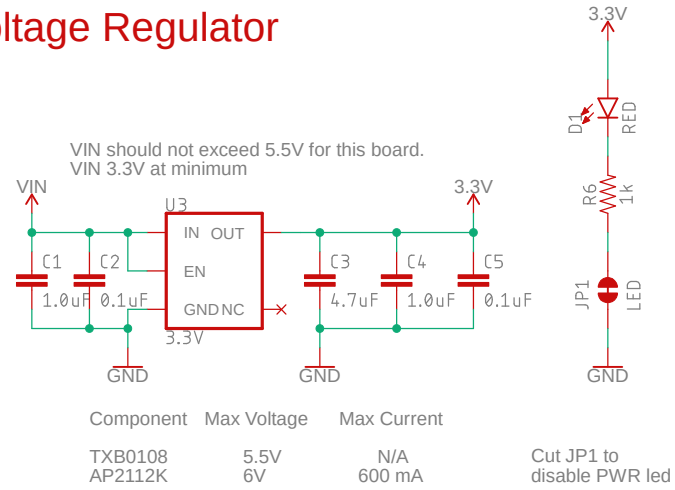 oltage Regulator
3.3V
D1
RED
VIN should not exceed 5.5V for this board.
VIN 3.3V at minimum
VIN
U3
3.3V
R6
1k
IN OUT
EN
GND NC
3.3V
C1
1.0uF
C2
0.1uF
C3
4.7uF
C4
1.0uF
C5
0.1uF
JP1
LED
GND
GND
GND
Component Max Voltage Max Current
TXB0108 5.5V N/A
AP2112K 6V 600 mA
Cut JP1 to
disable PWR led